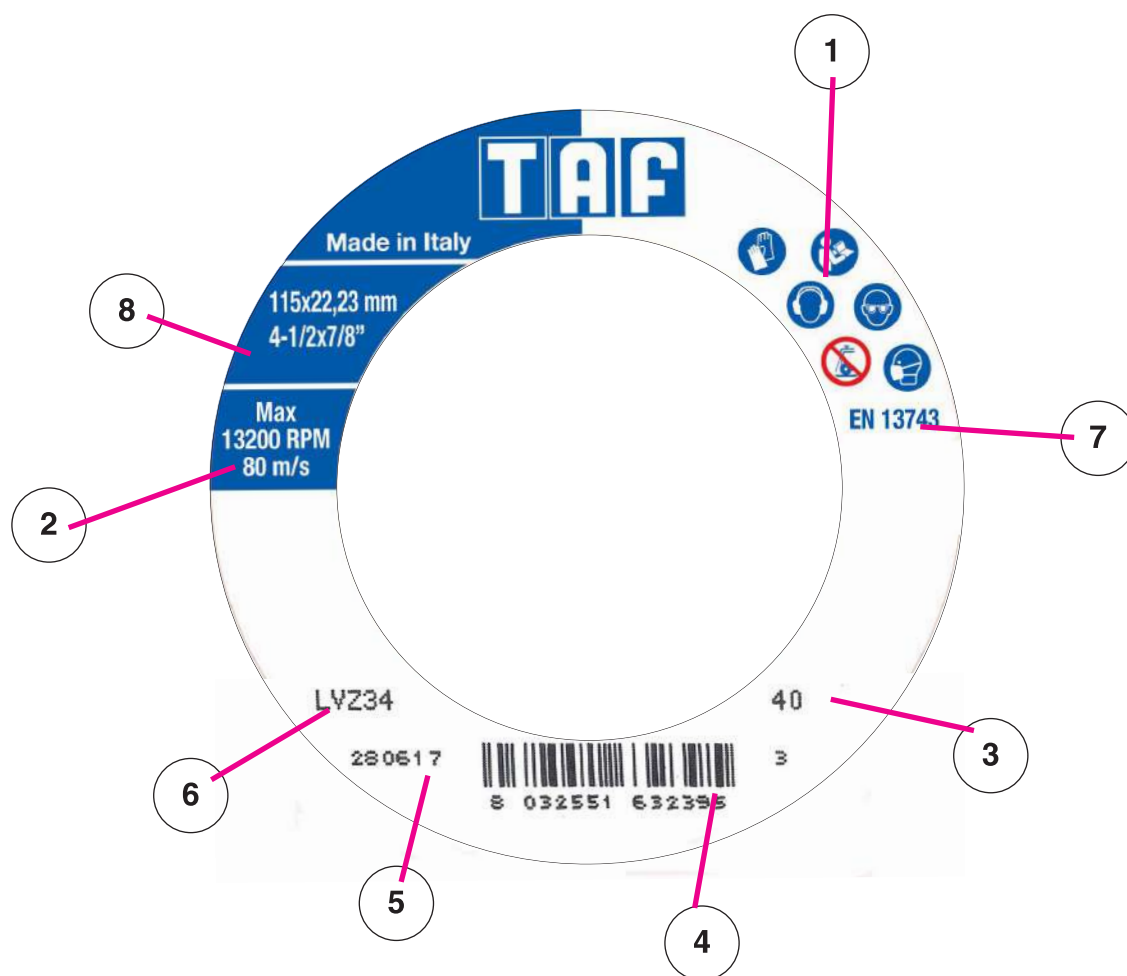 1
TAF
Made in Italy
115x22,23 mm
4-1/2x7/8”
8
Max
13200 RPM
80 m/s
EN 13743
7
2
LVZ34
40
3
280617
3
8 032551 632395
6
5
4